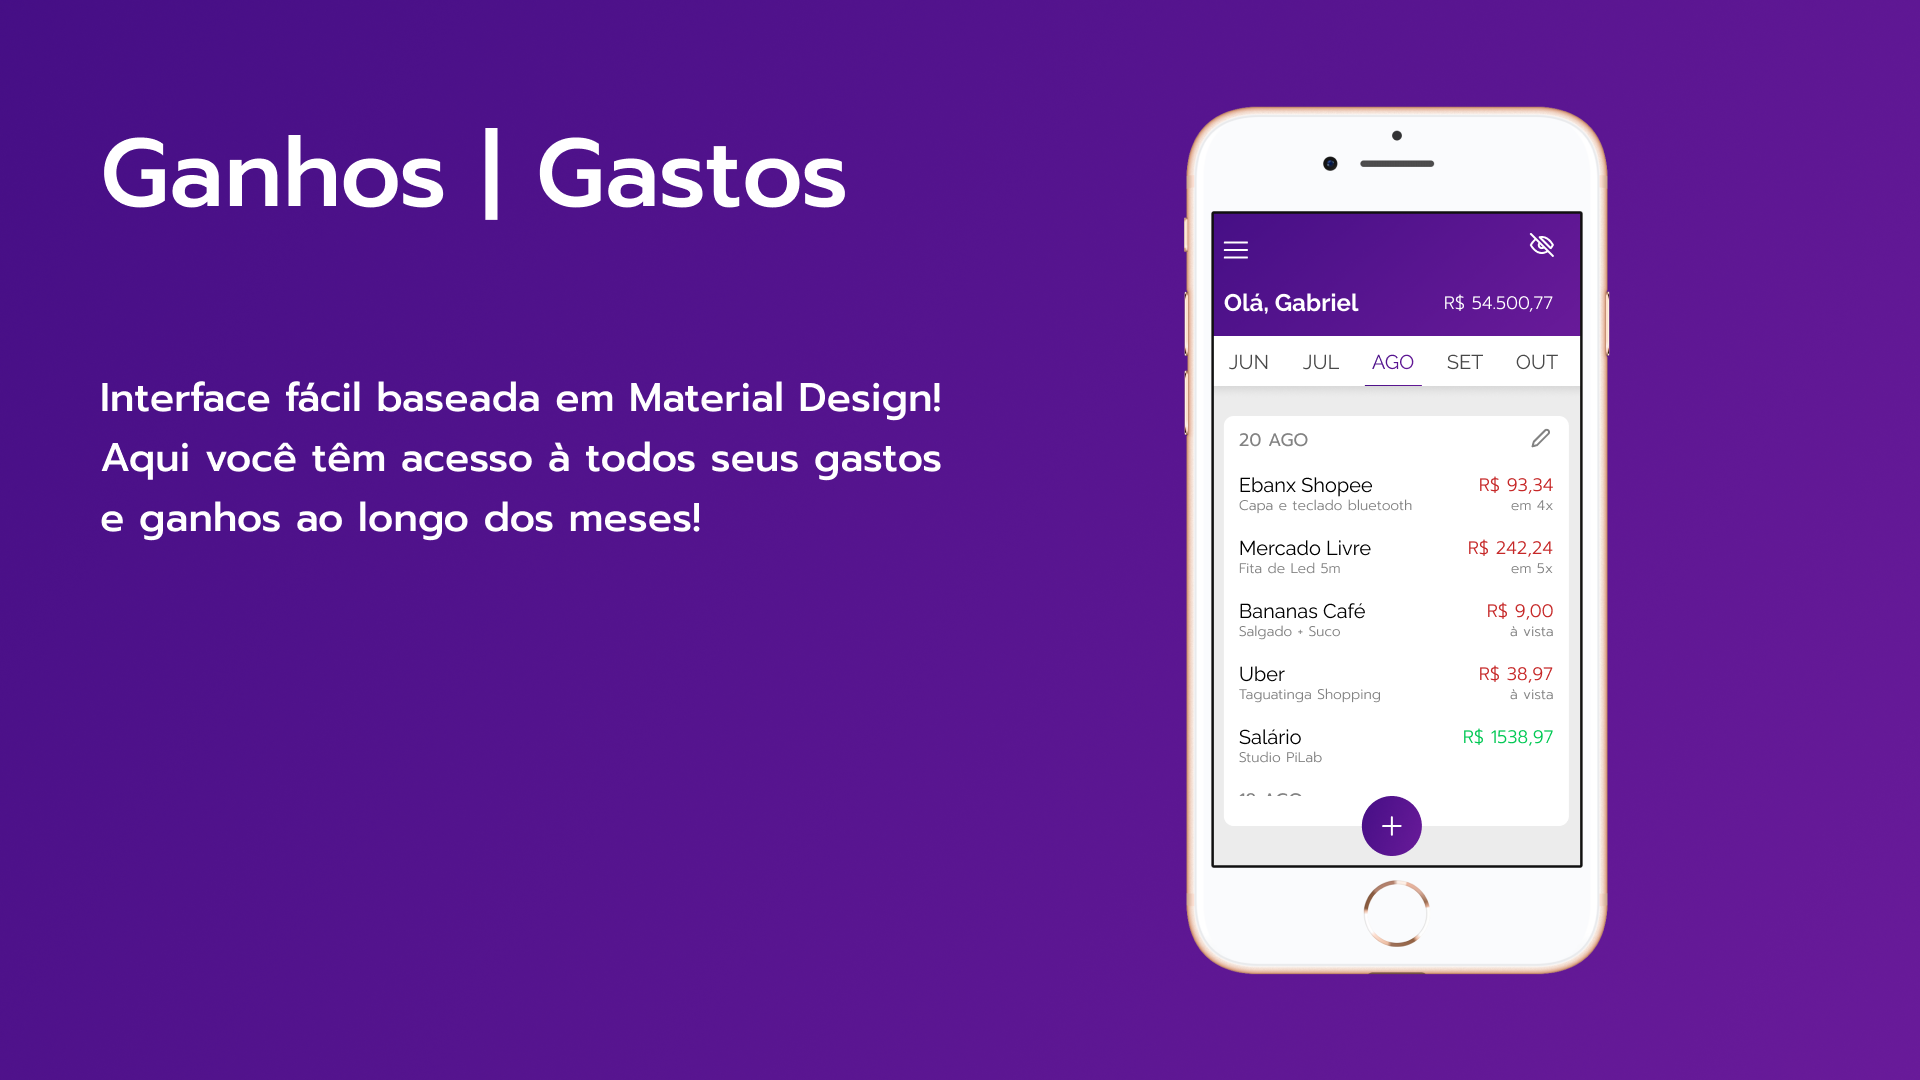 Ganhos | Gastos
Interface fácil baseada em Material Design!
Aqui você têm acesso à todos seus gastos
e ganhos ao longo dos meses!
Olá, Gabriel R$ 54.500,77
JUN JUL AGO SET OUT
20 AGO
Ebanx Shopee R$ 93,34
Capa e teclado bluetooth em 4x
Mercado Livre R$ 242,24
Fita de Led 5m em 5x
Bananas Café R$ 9,00
Salgado + Suco à vista
Uber R$ 38,97
Taguatinga Shopping à vista
Salário R$ 1538,97
Studio PiLab